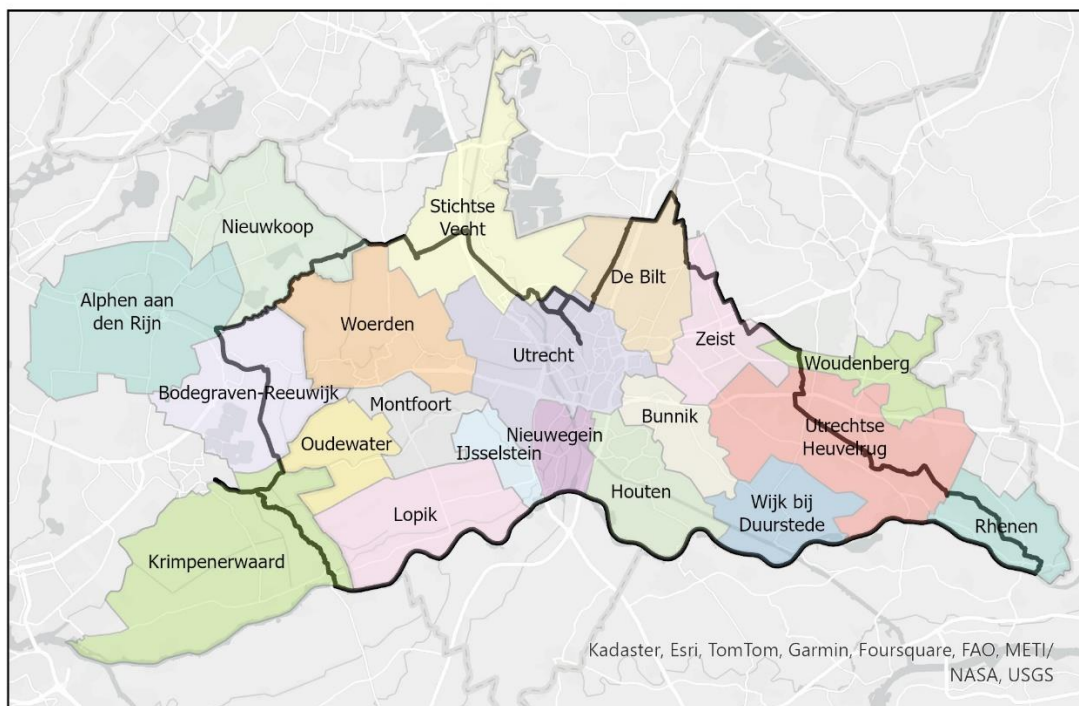 Stichtse
Vecht
Nieuwkoop
De Bilt
Alphen aan
den Rijn
Woerden
Utrecht
Zeist
Woudenberg
Bodegraven-Reeuwijk
Montfoort
Bunnik
Utrechtse
Heuvelrug
Oudewater
Nieuwegein
IJsselstein
Houten
Wijk bij
Duurstede
Lopik
Rhenen
Krimpenerwaard
Kadaster, Esri, TomTom, Garmin, Foursquare, FAO, METI/
NASA, USGS